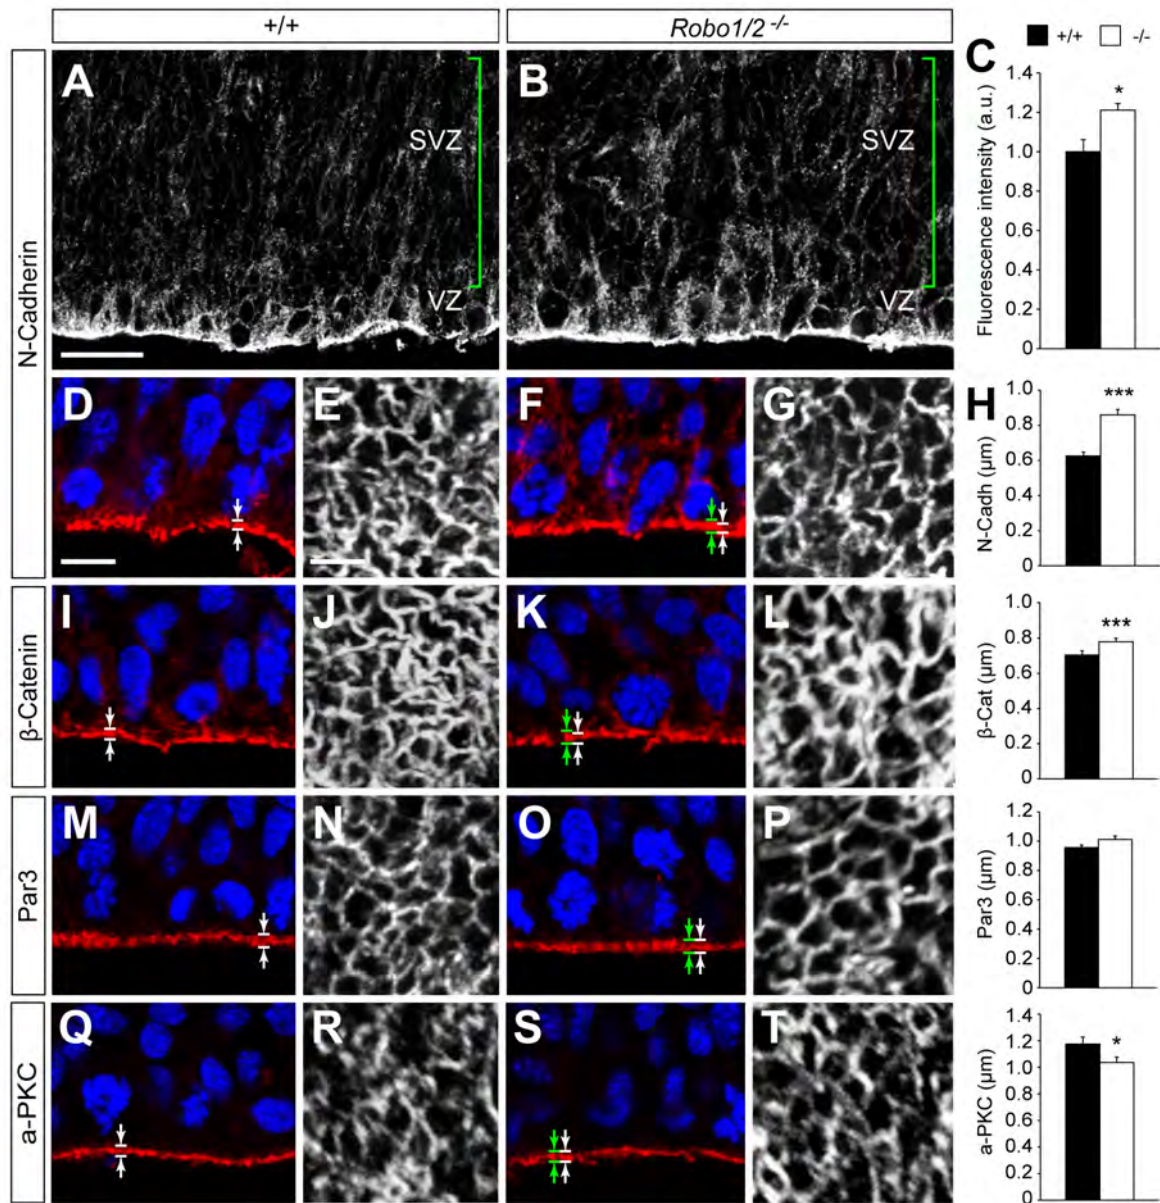 +/+
Robo1/2 -/-
+/+ -/-
N-Cadherin
A
SVZ
VZ
B
SVZ
VZ
C
Fluorescence intensity (a.u.)
1.4
1.2
1.0
0.8
0.6
0.4
0.2
0
*
D
E
F
G
H
N-Cadh (µm)
1.0
0.8
0.6
0.4
0.2
0
***
β-Catenin
I
J
K
L
β-Cat (µm)
1.0
0.8
0.6
0.4
0.2
0
***
Par3
M
N
O
P
Par3 (µm)
1.2
1.0
0.8
0.6
0.4
0.2
0
a-PKC
Q
R
S
T
a-PKC (µm)
1.4
1.2
1.0
0.8
0.6
0.4
0.2
0
*